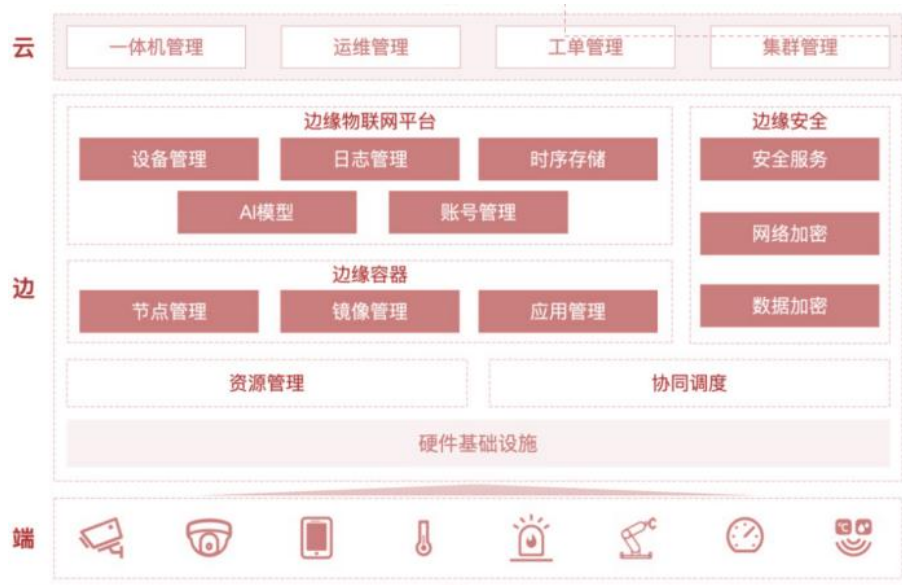 云
一体机管理
运维管理
工单管理
集群管理
边
边缘物联网平台
设备管理
日志管理
时序存储
AI模型
账号管理
边缘容器
节点管理
镜像管理
应用管理
边缘安全
安全服务
网络加密
数据加密
资源管理
协同调度
硬件基础设施
端
℃